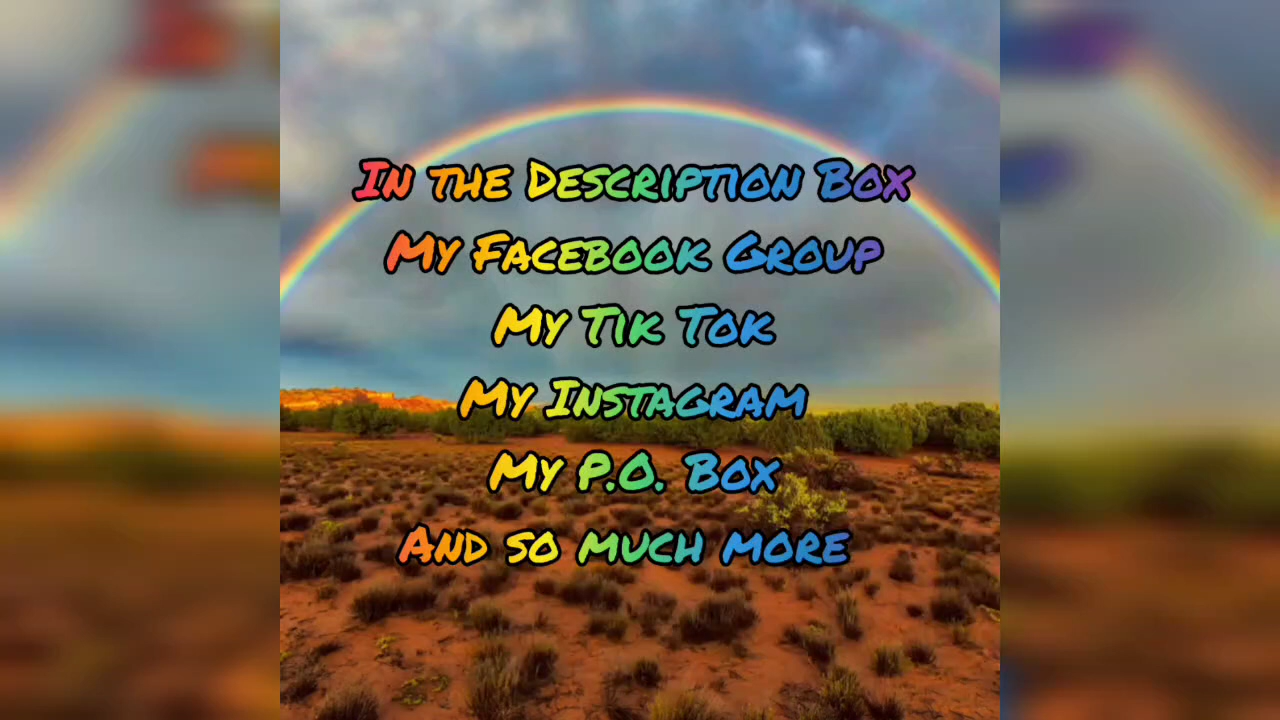 In the Description Box
My Facebook Group
My Tik Tok
My Instagram
My P.O. Box
And so much more